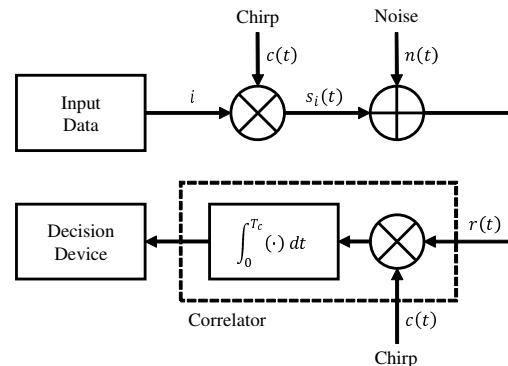 Chirp
Noise
c(t)
n(t)
Input
Data
i
s_i(t)
Decision
Device
∫_0^{T_c} (·) dt
r(t)
Correlator
c(t)
Chirp